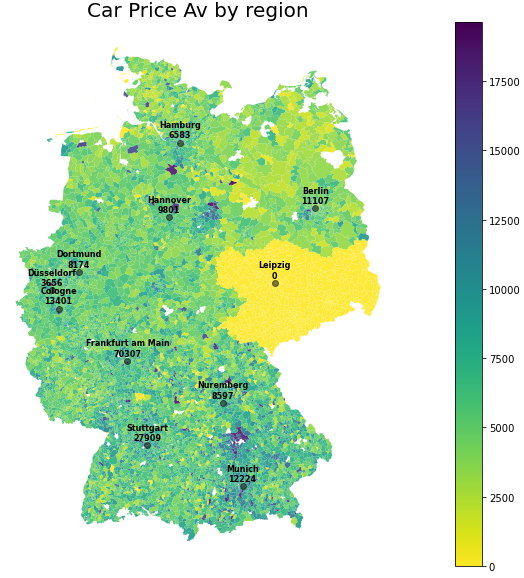 Car Price Av by region
Hamburg
6583
Hannover
9801
Berlin
11107
Dortmund
8174
Düsseldorf
3656
Cologne
13401
Leipzig
0
Frankfurt am Main
70307
Nuremberg
8597
Stuttgart
27909
Munich
12224
17500
15000
12500
10000
7500
5000
2500
0